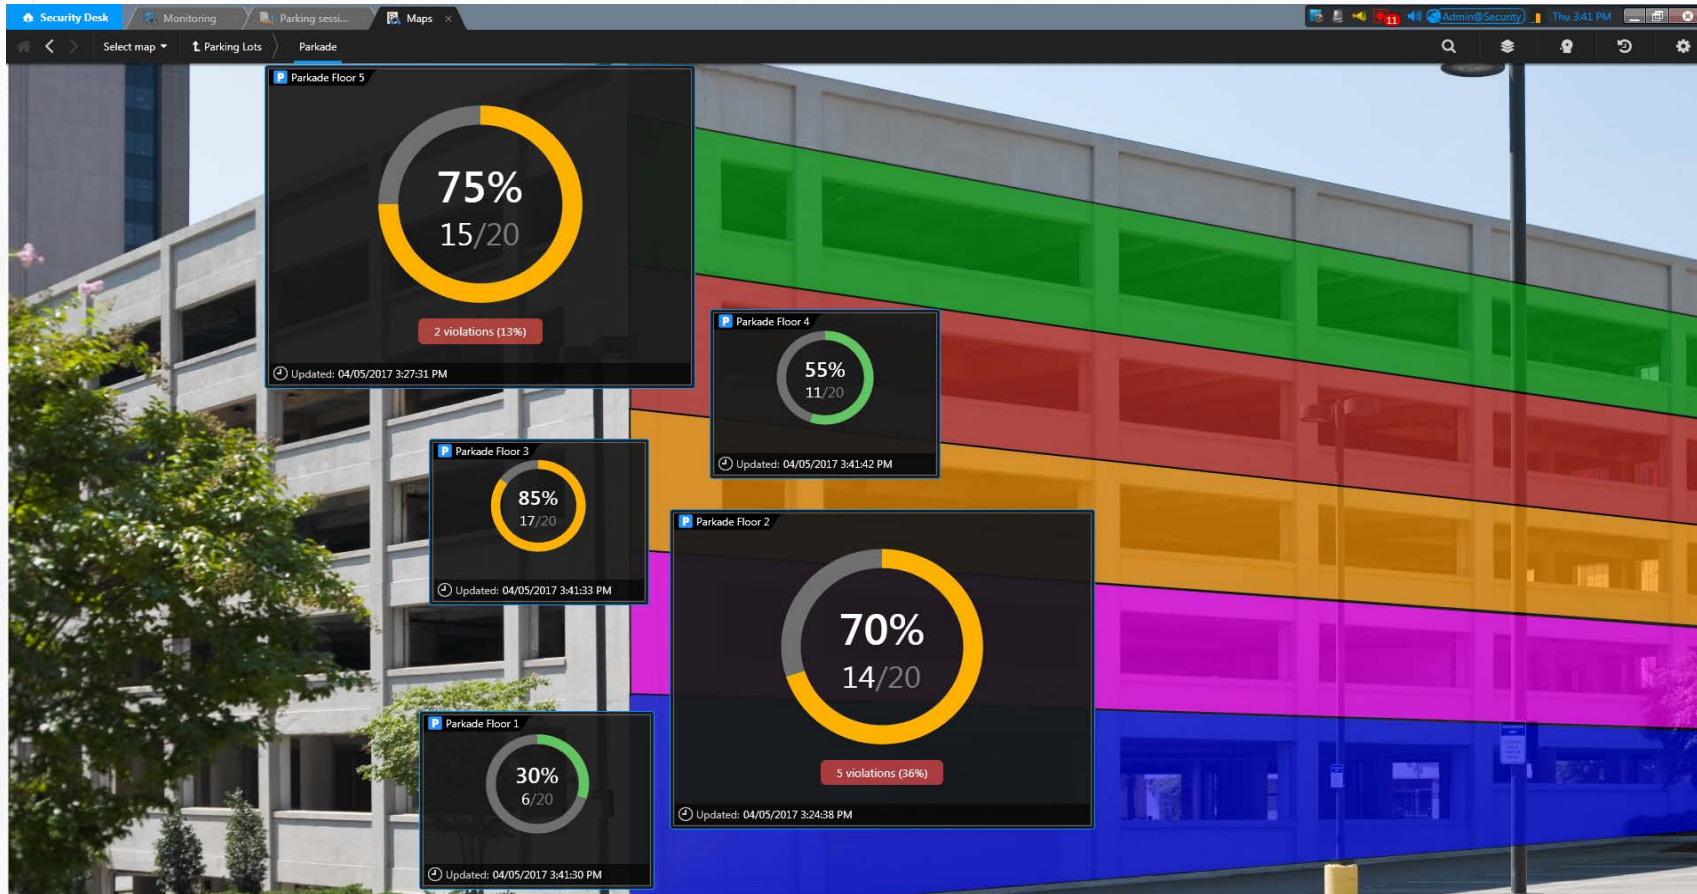 Security Desk
Monitoring
Parking sessi...
Maps
11
Admin@Security
Thu 3:41 PM
Select map
Parking Lots
Parkade
P Parkade Floor 5
75%
15/20
2 violations (13%)
Updated: 04/05/2017 3:27:31 PM
P Parkade Floor 4
55%
11/20
Updated: 04/05/2017 3:41:42 PM
P Parkade Floor 3
85%
17/20
Updated: 04/05/2017 3:41:33 PM
P Parkade Floor 2
70%
14/20
5 violations (36%)
Updated: 04/05/2017 3:24:38 PM
P Parkade Floor 1
30%
6/20
Updated: 04/05/2017 3:41:30 PM